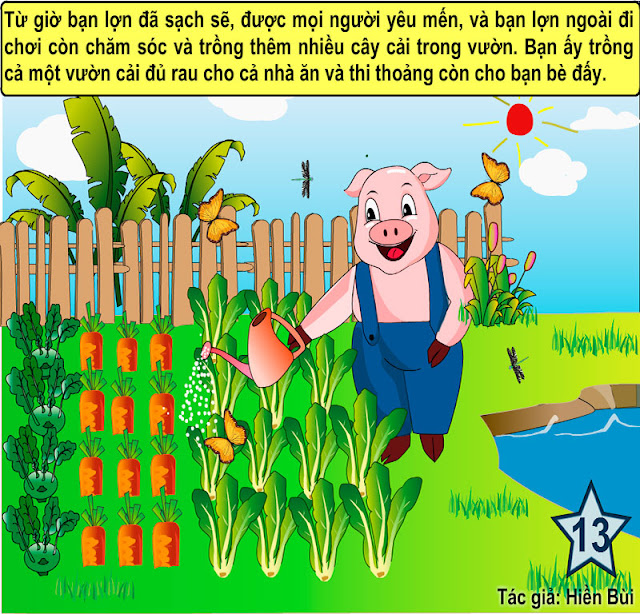 Từ giờ bạn lợn đã sạch sẽ, được mọi người yêu mến, và bạn lợn ngoài đi
chơi còn chăm sóc và trồng thêm nhiều cây cải trong vườn. Bạn ấy trồng
cả một vườn cải đủ rau cho cả nhà ăn và thi thoảng còn cho bạn bè đấy.
13
Tác giả: Hiền Bùi